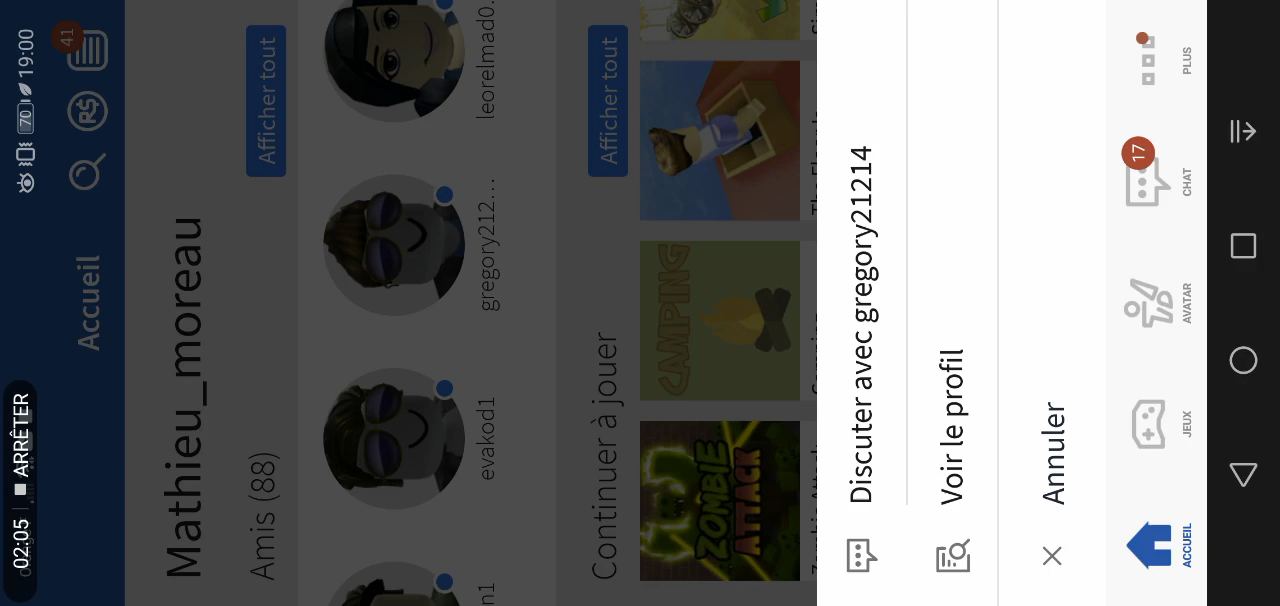 19:00
70
02:05 ARRÊTER
Accueil
R$
41
Mathieu_moreau
Amis (88)
Afficher tout
n1
evakod1
gregory212...
leorelmad0.
Continuer à jouer
Afficher tout
ZOMBIE
ATTACK
CAMPING
Discuter avec gregory21214
Voir le profil
Annuler
17
ACCUEIL
JEUX
AVATAR
CHAT
PLUS